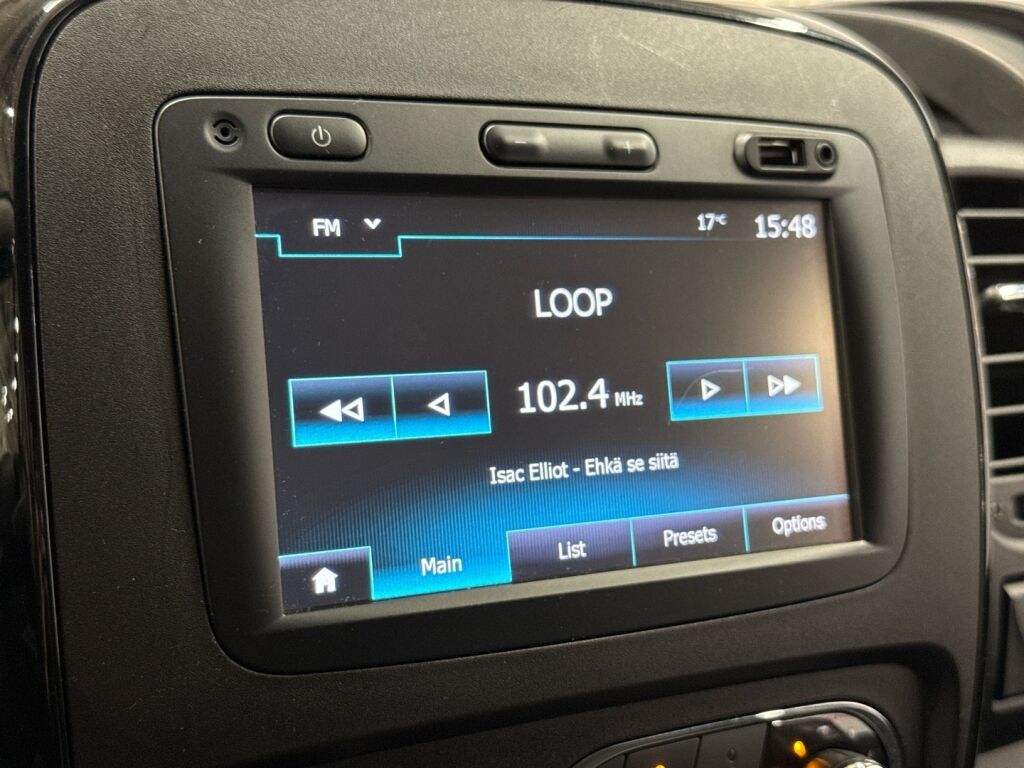 FM 17°C 15:48
LOOP
102.4 MHz
Isac Elliot - Ehkä se siitä
Main List Presets Options